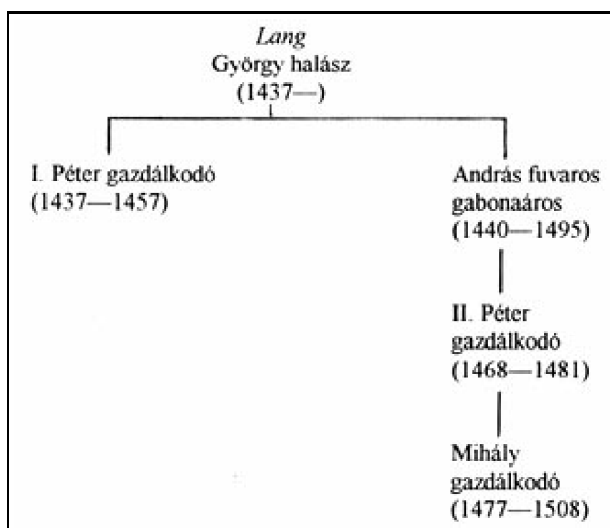 Lang
György halász
(1437—)
I. Péter gazdálkodó
(1437—1457)
András fuvaros
gabonaáros
(1440—1495)
II. Péter
gazdálkodó
(1468—1481)
Mihály
gazdálkodó
(1477—1508)